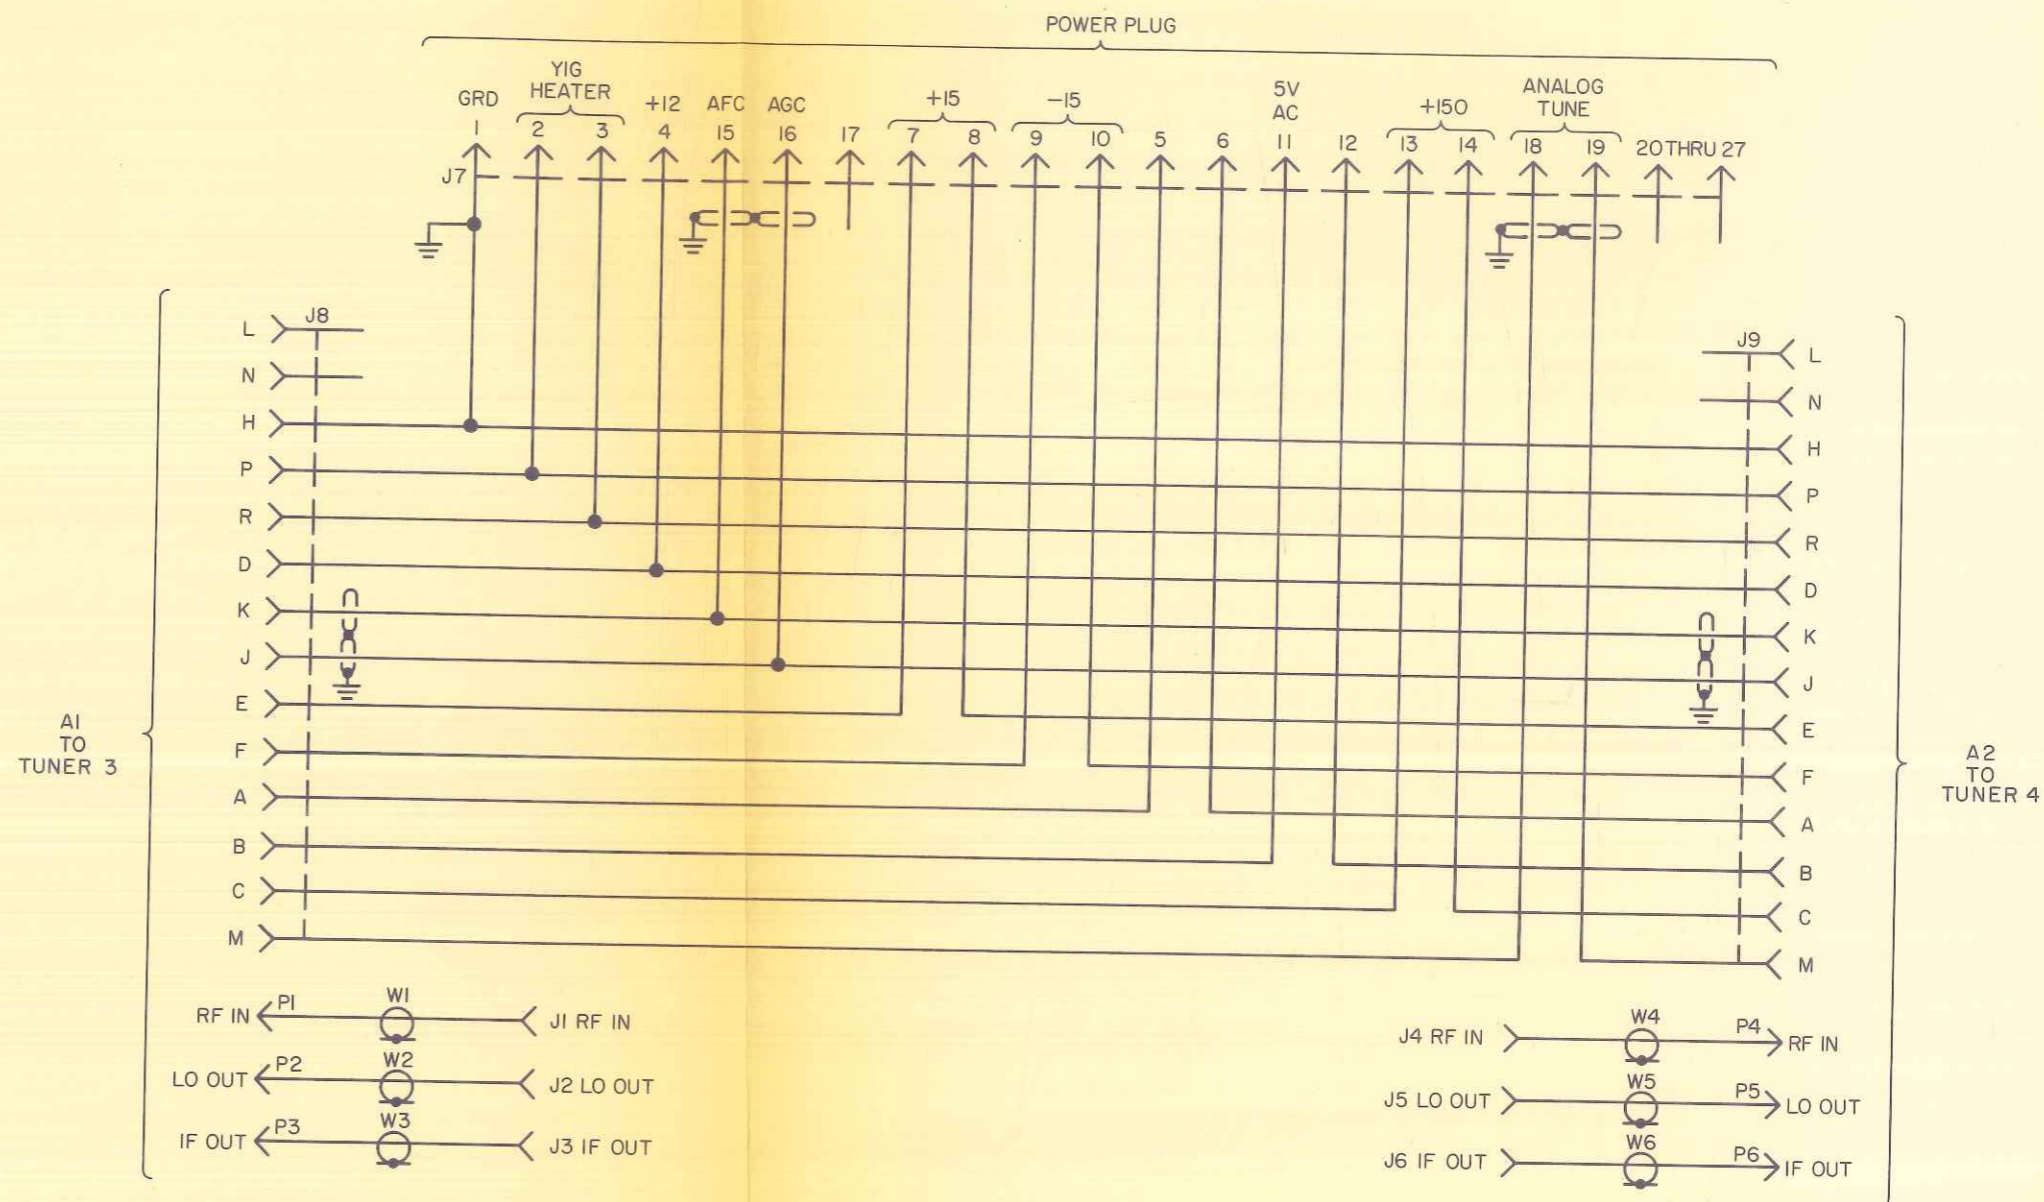 POWER PLUG
YIG
HEATER
GRD
+12
AFC
AGC
+15
-15
5V
AC
+150
ANALOG
TUNE
1
2
3
4
15
16
17
7
8
9
10
5
6
11
12
13
14
18
19
20 THRU 27
J7
J8
L
N
H
P
R
D
K
J
E
F
A
B
C
M
A1
TO
TUNER 3
J9
L
N
H
P
R
D
K
J
E
F
A
B
C
M
A2
TO
TUNER 4
RF IN P1 W1 J1 RF IN
LO OUT P2 W2 J2 LO OUT
IF OUT P3 W3 J3 IF OUT
J4 RF IN W4 P4 RF IN
J5 LO OUT W5 P5 LO OUT
J6 IF OUT W6 P6 IF OUT